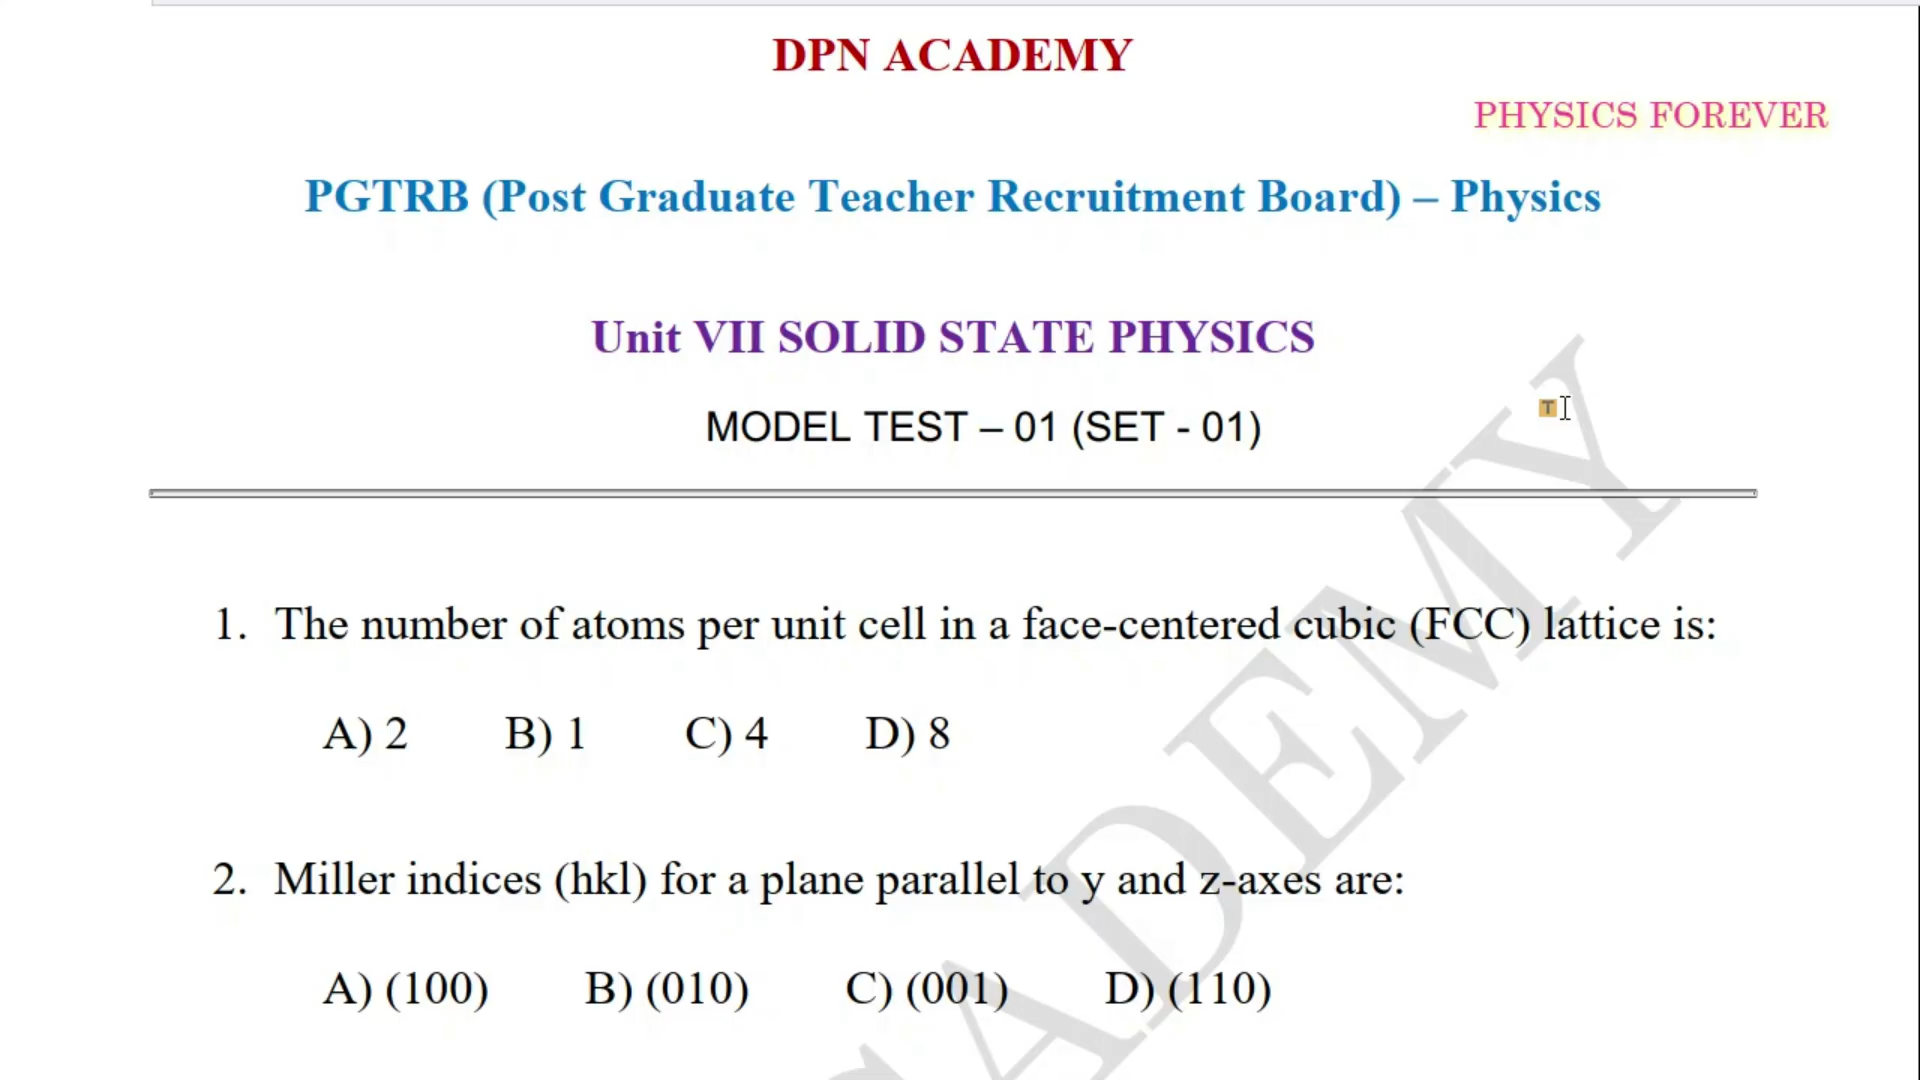 DPN ACADEMY
PHYSICS FOREVER
PGTRB (Post Graduate Teacher Recruitment Board) – Physics
Unit VII SOLID STATE PHYSICS
MODEL TEST – 01 (SET - 01)
T
1. The number of atoms per unit cell in a face-centered cubic (FCC) lattice is:
A) 2 B) 1 C) 4 D) 8
2. Miller indices (hkl) for a plane parallel to y and z-axes are:
A) (100) B) (010) C) (001) D) (110)
CADEMY